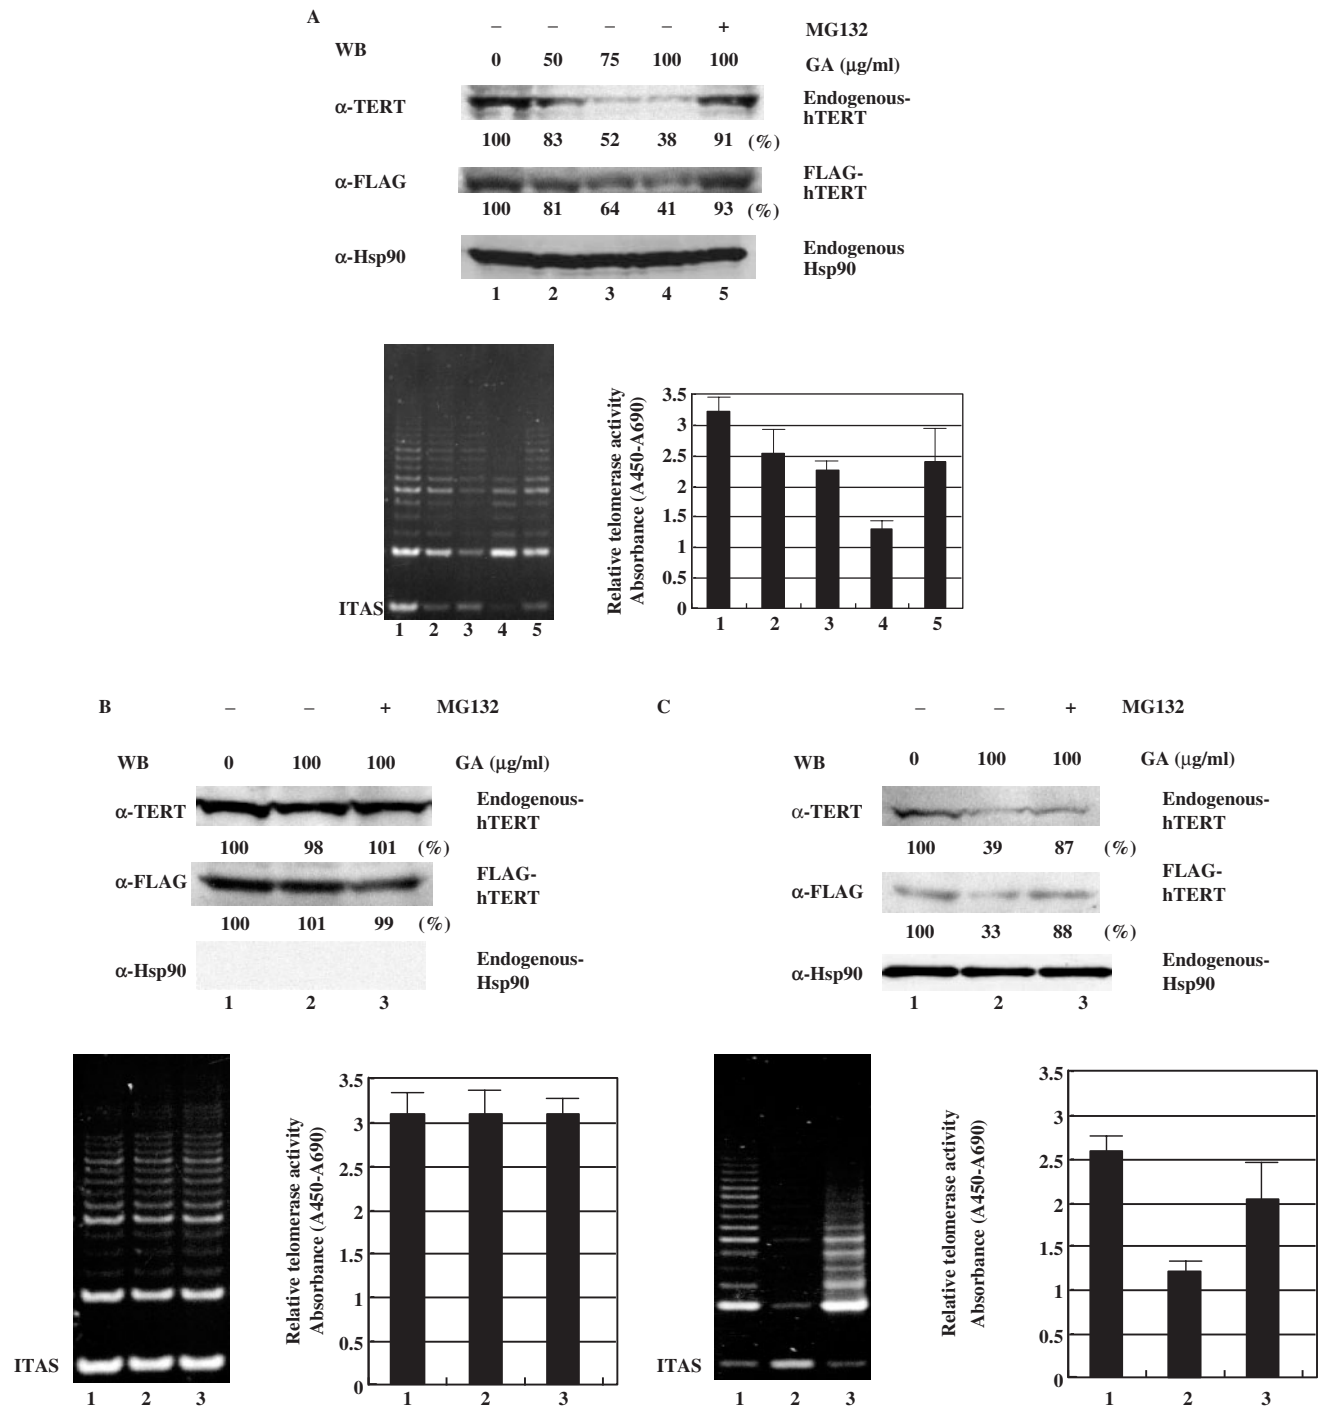 A
– – – – + MG132
WB
0 50 75 100 100 GA (μg/ml)
α-TERT Endogenous-
hTERT
100 83 52 38 91 (%)
α-FLAG FLAG-
hTERT
100 81 64 41 93 (%)
α-Hsp90 Endogenous
Hsp90
1 2 3 4 5
ITAS
1 2 3 4 5
Relative telomerase activity
Absorbance (A450-A690)
3.5
3
2.5
2
1.5
1
0.5
0
1 2 3 4 5
B – – + MG132
WB 0 100 100 GA (μg/ml)
α-TERT Endogenous-
hTERT
100 98 101 (%)
α-FLAG FLAG-
hTERT
100 101 99 (%)
α-Hsp90 Endogenous-
Hsp90
1 2 3
ITAS
1 2 3
Relative telomerase activity
Absorbance (A450-A690)
3.5
3
2.5
2
1.5
1
0.5
0
1 2 3
C – – + MG132
WB 0 100 100 GA (μg/ml)
α-TERT Endogenous-
hTERT
100 39 87 (%)
α-FLAG FLAG-
hTERT
100 33 88 (%)
α-Hsp90 Endogenous-
Hsp90
1 2 3
ITAS
1 2 3
Relative telomerase activity
Absorbance (A450-A690)
3.5
3
2.5
2
1.5
1
0.5
0
1 2 3